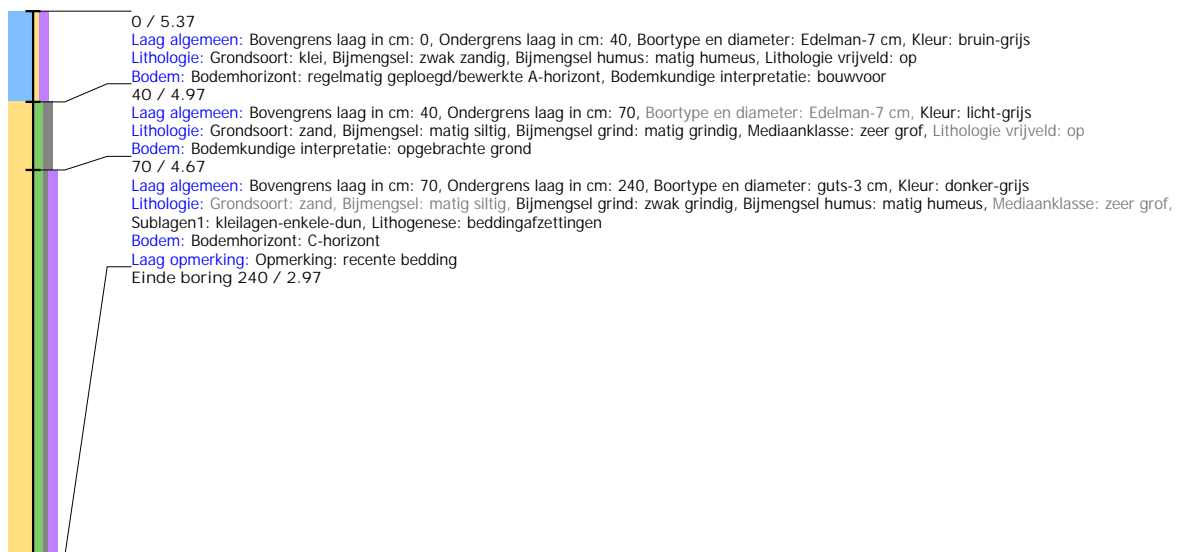 0 / 5.37
Laag algemeen: Bovengrens laag in cm: 0, Ondergrens laag in cm: 40, Boortype en diameter: Edelman-7 cm, Kleur: bruin-grijs
Lithologie: Grondsoort: klei, Bijmengsel: zwak zandig, Bijmengsel humus: matig humeus, Lithologie vrijveld: op
Bodem: Bodemhorizont: regelmatig geploegd/bewerkte A-horizont, Bodemkundige interpretatie: bouwvoor
40 / 4.97
Laag algemeen: Bovengrens laag in cm: 40, Ondergrens laag in cm: 70, Boortype en diameter: Edelman-7 cm, Kleur: licht-grijs
Lithologie: Grondsoort: zand, Bijmengsel: matig siltig, Bijmengsel grind: matig grindig, Mediaanklasse: zeer grof, Lithologie vrijveld: op
Bodem: Bodemkundige interpretatie: opgebrachte grond
70 / 4.67
Laag algemeen: Bovengrens laag in cm: 70, Ondergrens laag in cm: 240, Boortype en diameter: guts-3 cm, Kleur: donker-grijs
Lithologie: Grondsoort: zand, Bijmengsel: matig siltig, Bijmengsel grind: zwak grindig, Bijmengsel humus: matig humeus, Mediaanklasse: zeer grof,
Sublagen1: kleilagen-enkele-dun, Lithogenese: beddingafzettingen
Bodem: Bodemhorizont: C-horizont
Laag opmerking: Opmerking: recente bedding
Einde boring 240 / 2.97